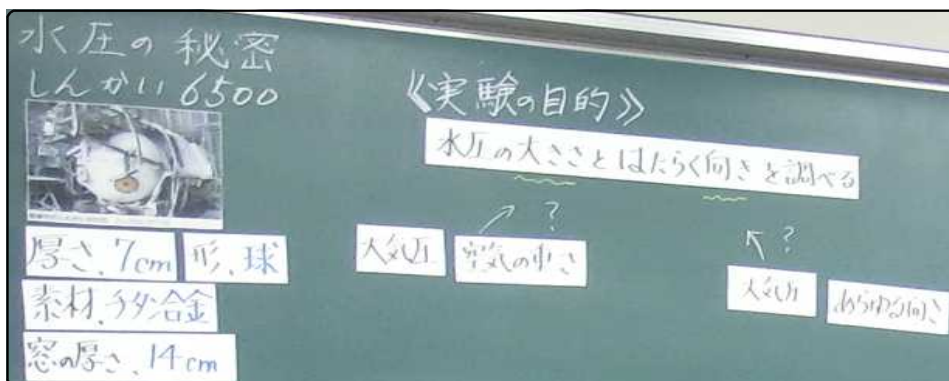 水圧の秘密
しんかい6500
厚さ、7cm
形、球
素材、チタン合金
窓の厚さ、14cm
《実験の目的》
水圧の大きさとはたらく向きを調べる
?
大気圧
空気の重さ
?
大気圧
あらゆる向き